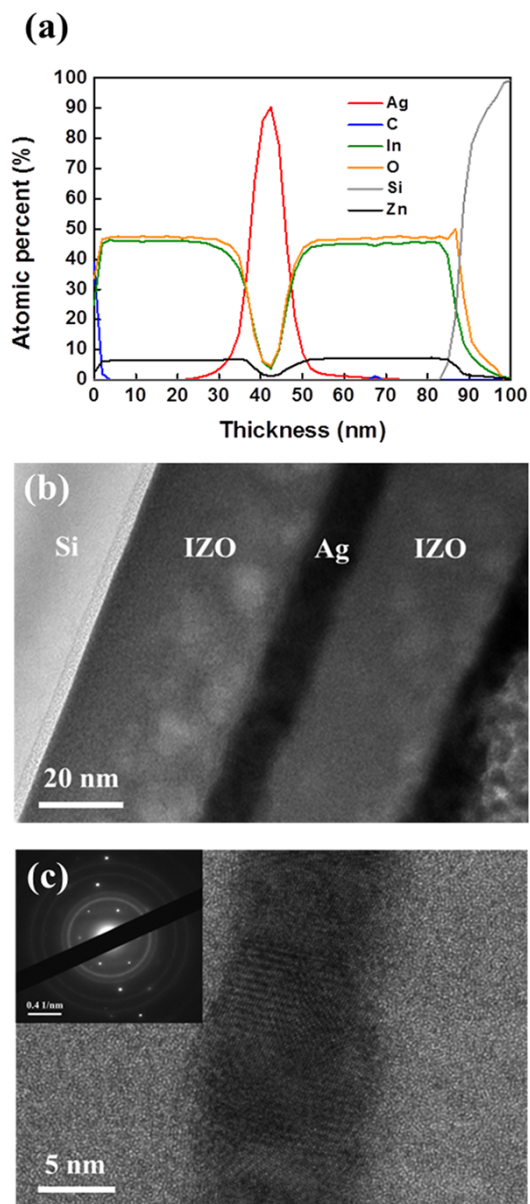 (a)
Atomic percent (%)
100
90
80
70
60
50
40
30
20
10
0
Ag
C
In
O
Si
Zn
0 10 20 30 40 50 60 70 80 90 100
Thickness (nm)
(b)
Si IZO Ag IZO
20 nm
(c)
0.4 1/nm
5 nm